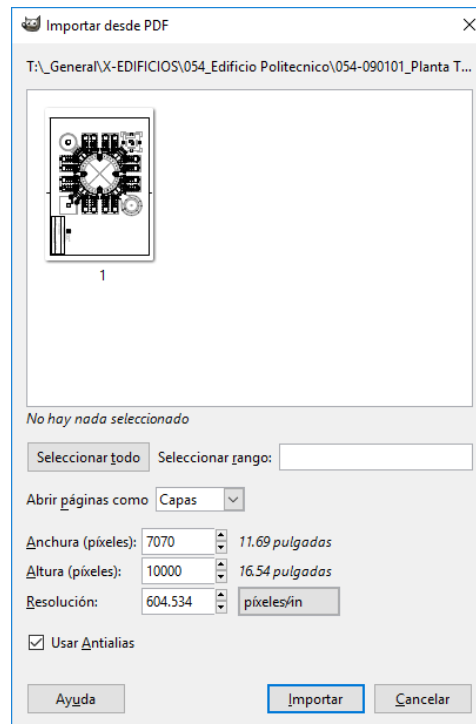 Importar desde PDF
T:\_General\X-EDIFICIOS\054_Edificio Politecnico\054-090101_Planta T...
1
No hay nada seleccionado
Seleccionar todo Seleccionar rango:
Abrir páginas como Capas
Anchura (píxeles): 7070 11.69 pulgadas
Altura (píxeles): 10000 16.54 pulgadas
Resolución: 604.534 píxeles/in
Usar Antialias
Ayuda Importar Cancelar